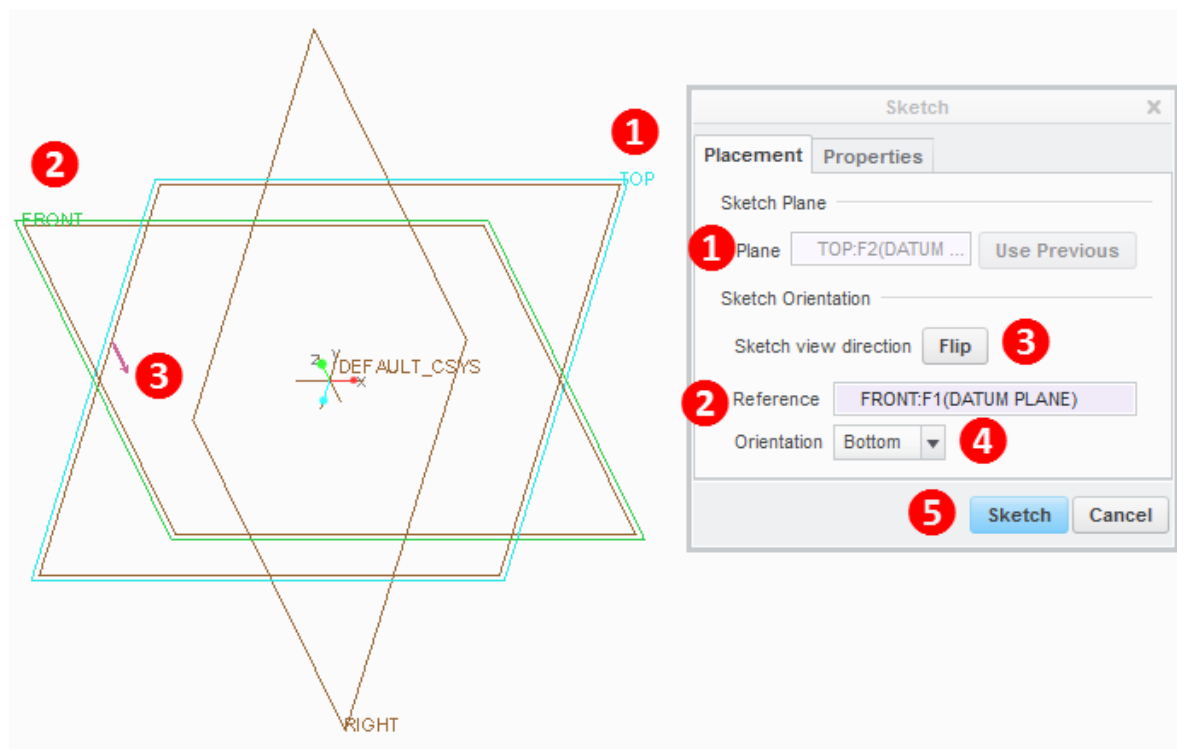 1
2
TOP
FRONT
3
Z Y
DEFAULT_CSYS
X
RIGHT
Sketch X
Placement Properties
Sketch Plane
1 Plane TOP:F2(DATUM ... Use Previous
Sketch Orientation
Sketch view direction Flip 3
2 Reference FRONT:F1(DATUM PLANE)
Orientation Bottom 4
5 Sketch Cancel